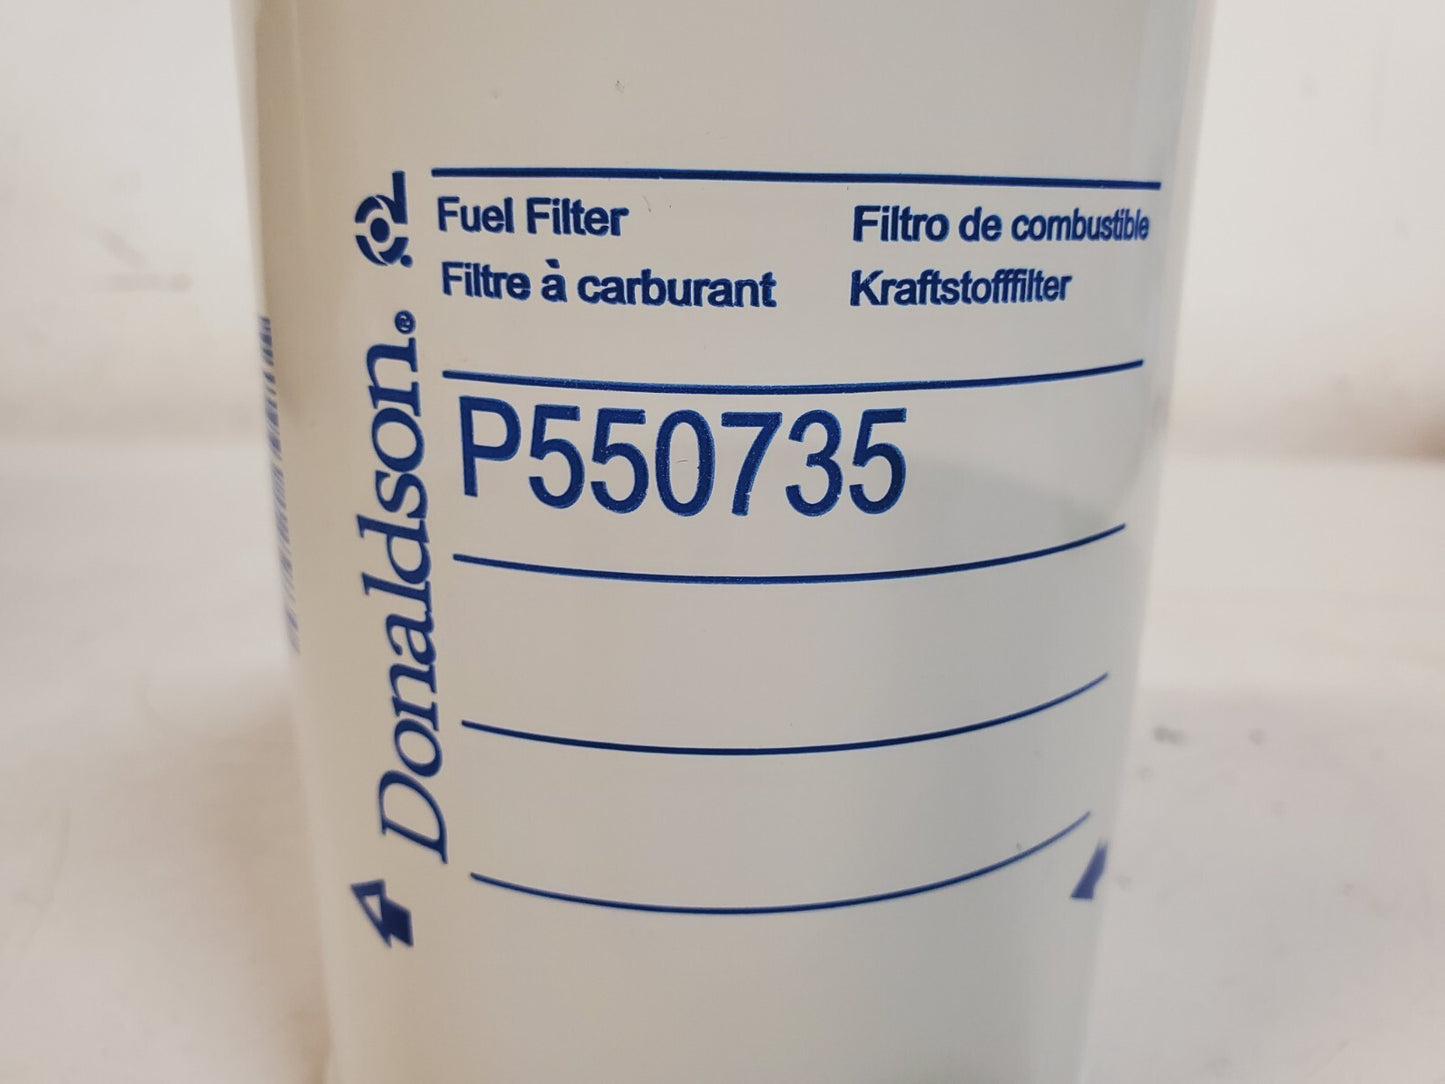 Donaldson.®
Fuel Filter
Filtro de combustible
Filtre à carburant
Kraftstofffilter
P550735